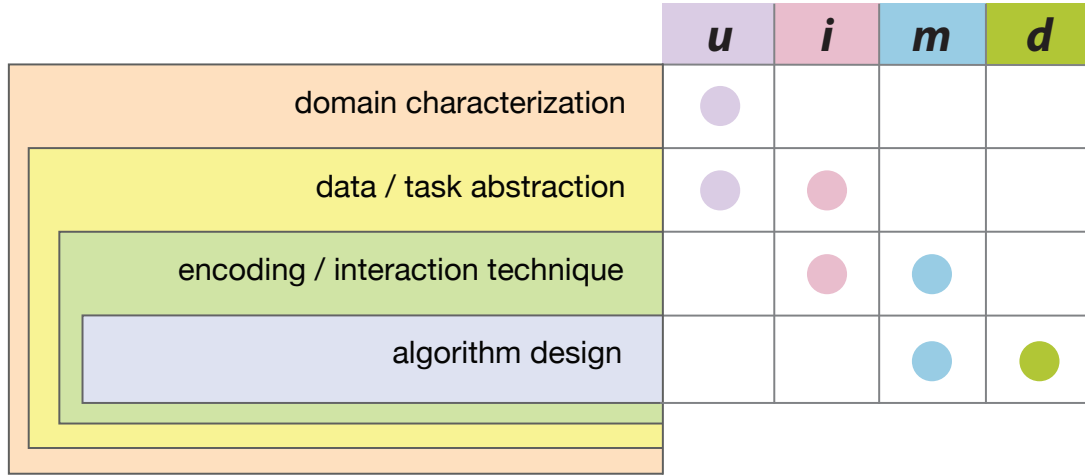 u i m d
domain characterization
data / task abstraction
encoding / interaction technique
algorithm design